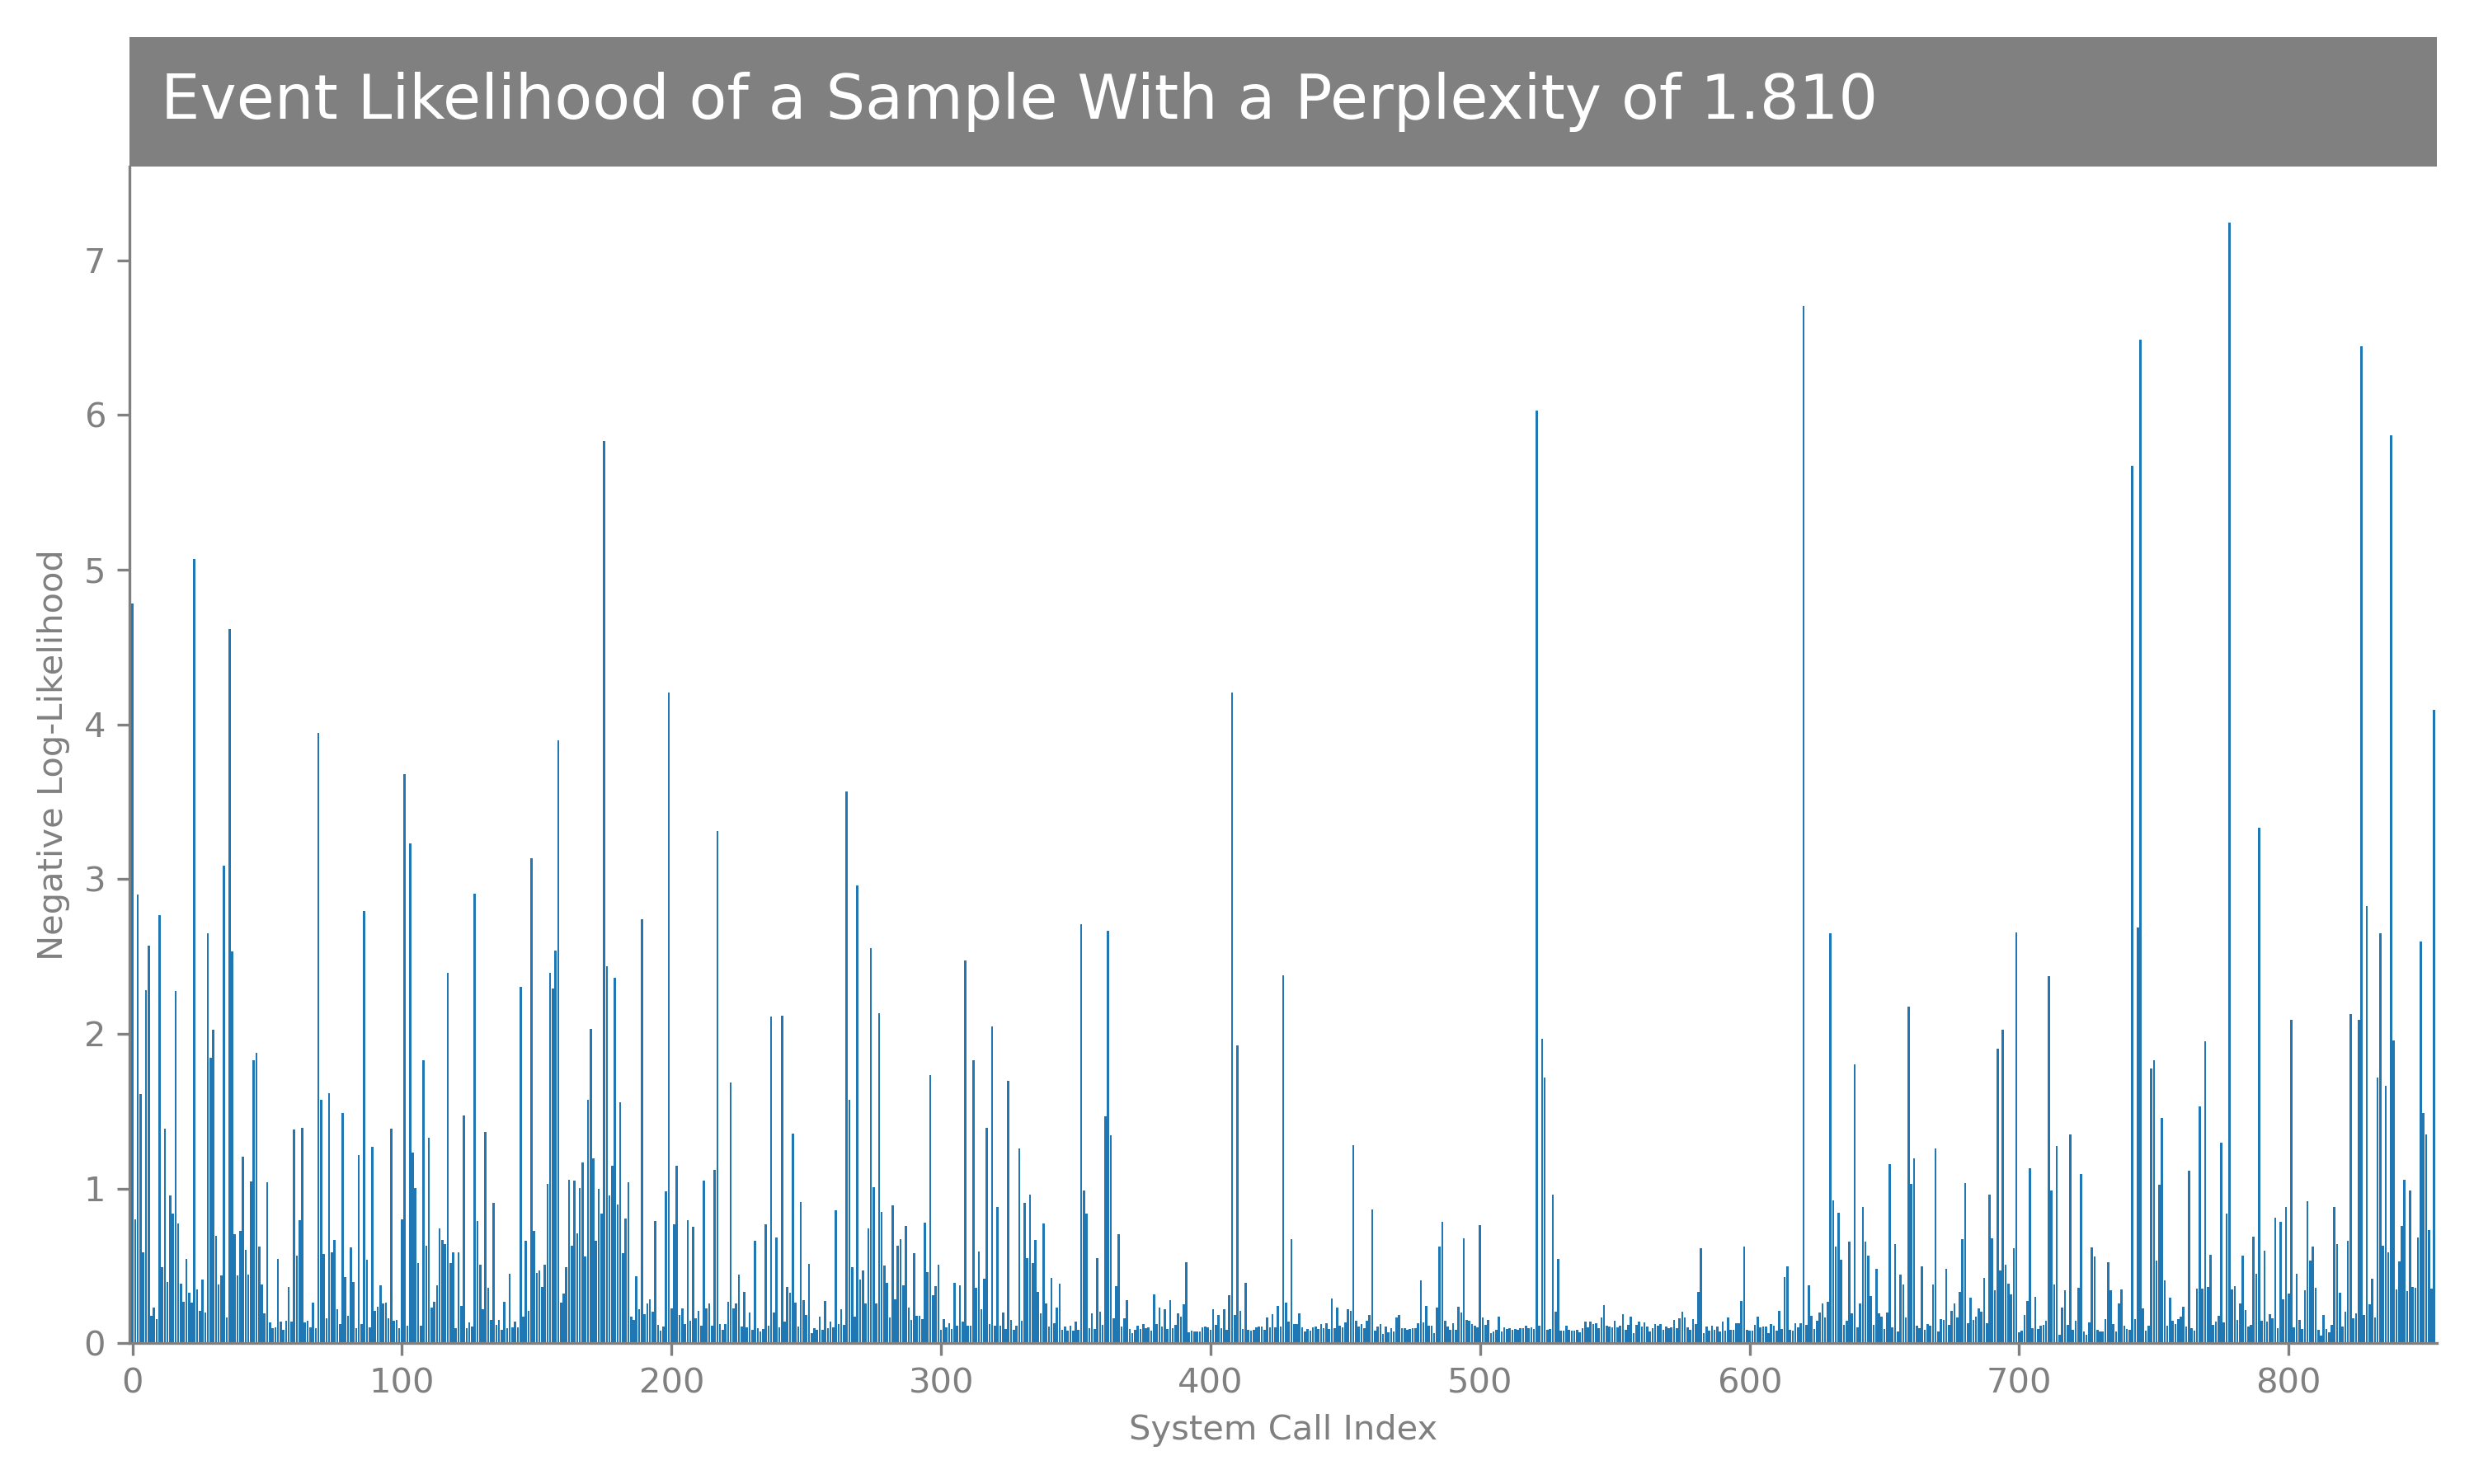 Event Likelihood of a Sample With a Perplexity of 1.810
7
6
5
4
3
2
1
0
Negative Log-Likelihood
0 100 200 300 400 500 600 700 800
System Call Index